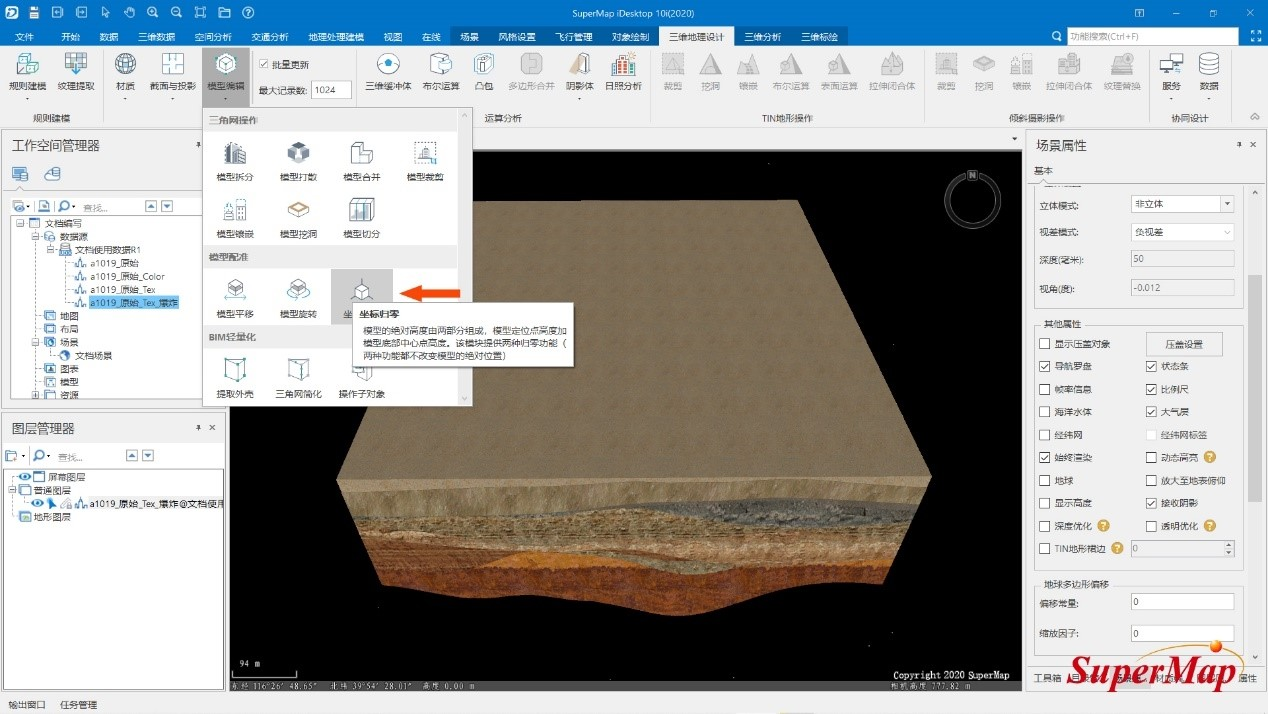 SuperMap iDesktop 10i(2020)
文件 开始 数据 三维数据 空间分析 交通分析 地理处理建模 视图 在线 场景 风格设置 飞行管理 对象绘制 三维地理设计 三维分析 三维标绘
功能搜索(Ctrl+F)
规则建模 纹理提取 材质 截面与投影 模型编辑
批量更新
最大记录数: 1024
三维缓冲体 布尔运算 凸包 多边形合并 阴影体 日照分析
裁剪 挖洞 镶嵌 布尔运算 表面运算 拉伸闭合体
裁剪 挖洞 镶嵌 拉伸闭合体 纹理替换
服务 数据
规则建模 运算分析 TIN地形操作 倾斜摄影操作 协同设计
三角网操作
模型拆分 模型打散 模型合并 模型裁剪
模型镶嵌 模型挖洞 模型切分
模型配准
模型平移 模型旋转
坐标归零
模型的绝对高度由两部分组成，模型定位点高度加
模型底部中心点高度。该模块提供两种归零功能（
两种功能都不改变模型的绝对位置）
BIM轻量化
提取外壳 三角网简化 操作子对象
工作空间管理器
查找...
文档编写
数据源
文档使用数据R1
a1019_原始
a1019_原始_Color
a1019_原始_Tex
a1019_原始_Tex_爆炸
地图
布局
场景
文档场景
图表
模型
资源
图层管理器
查找...
屏幕图层
普通图层
a1019_原始_Tex_爆炸@文档使用
地形图层
N
94 m
东经 116°26′48.65″ 北纬 39°54′28.01″ 高度 0.00 m
Copyright 2020 SuperMap
相机高度 777.82 m
场景属性
基本
立体模式: 非立体
视差模式: 负视差
深度(毫米): 50
视角(度): -0.012
其他属性
显示压盖对象 压盖设置
导航罗盘 状态条
帧率信息 比例尺
海洋水体 大气层
经纬网 经纬网标签
始终渲染 动态高亮
地球 放大至地表俯仰
显示高度 接收阴影
深度优化 透明优化
TIN地形裙边 0
地球多边形偏移
偏移常量: 0
缩放因子: 0
SuperMap
工具箱 属性
输出窗口 任务管理